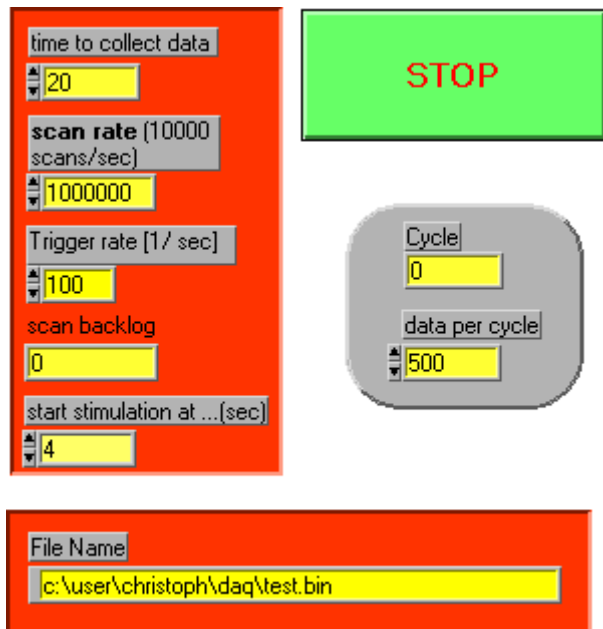 time to collect data
20
scan rate (10000
scans/sec)
1000000
Trigger rate [1/ sec]
100
scan backlog
0
start stimulation at ...(sec)
4
STOP
Cycle
0
data per cycle
500
File Name
c:\user\christoph\daq\test.bin